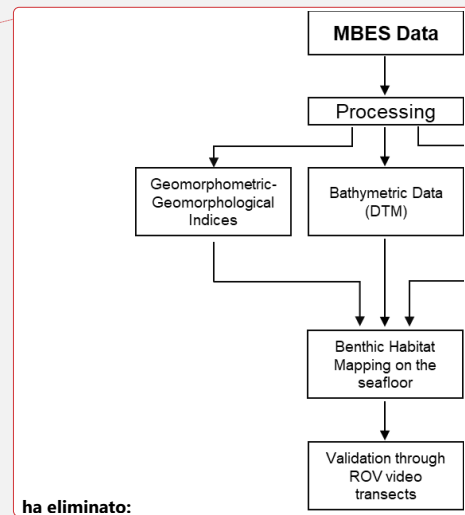 MBES Data
Processing
Geomorphometric-
Geomorphological
Indices
Bathymetric Data
(DTM)
Benthic Habitat
Mapping on the
seafloor
Validation through
ROV video
transects
ha eliminato: